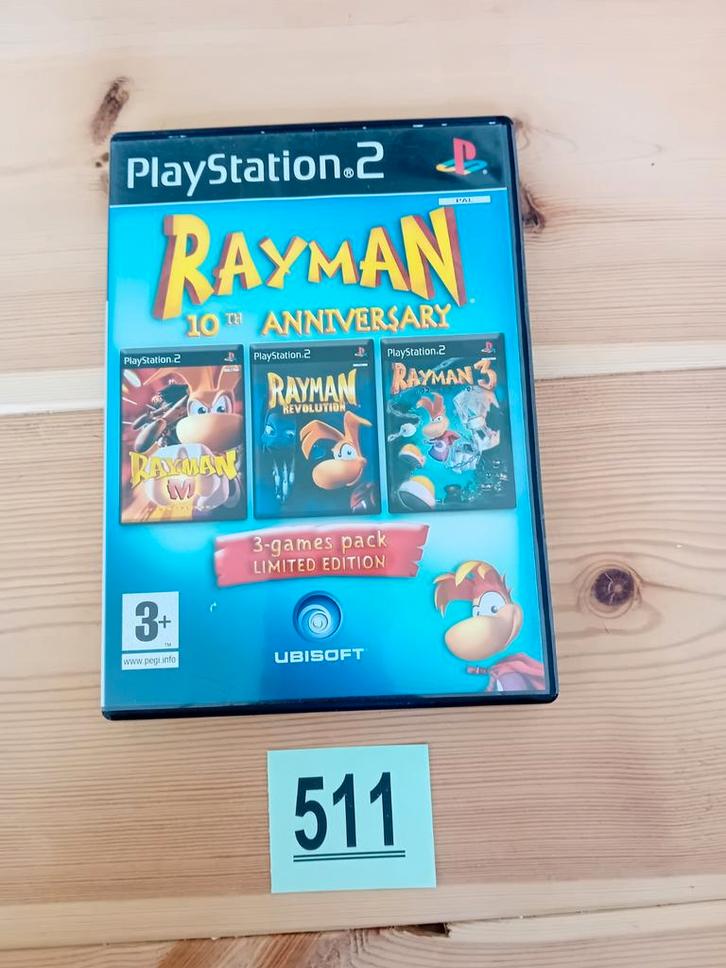 PlayStation®2
PAL
RAYMAN
10TH ANNIVERSARY
PlayStation®2
RAYMAN
M
PlayStation®2
RAYMAN
REVOLUTION
PlayStation®2
RAYMAN 3
3-games pack
LIMITED EDITION
3+
TM
www.pegi.info
UBISOFT
511